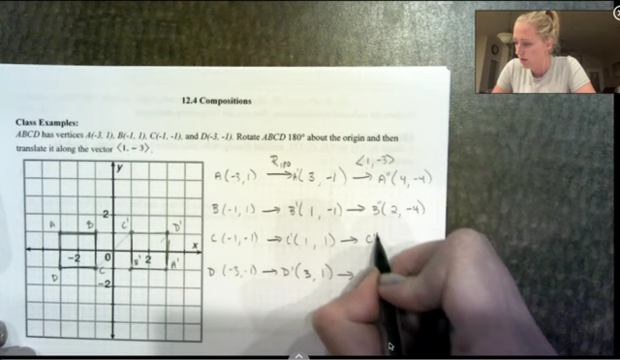 12.4 Compositions
Class Examples:
ABCD has vertices A(-3, 1), B(-1, 1), C(-1, -1), and D(-3, -1). Rotate ABCD 180° about the origin and then
translate it along the vector ⟨1, -3⟩.
R₁₈₀ ⟨1, -3⟩
A (-3, 1) → A' (3, -1) → A'' (4, -4)
B (-1, 1) → B' (1, -1) → B'' (2, -4)
C (-1, -1) → C' (1, 1) → C'
D (-3, -1) → D' (3, 1) →
y
2
A B C' D'
x
-2 0 B' 2 A'
D C
-2